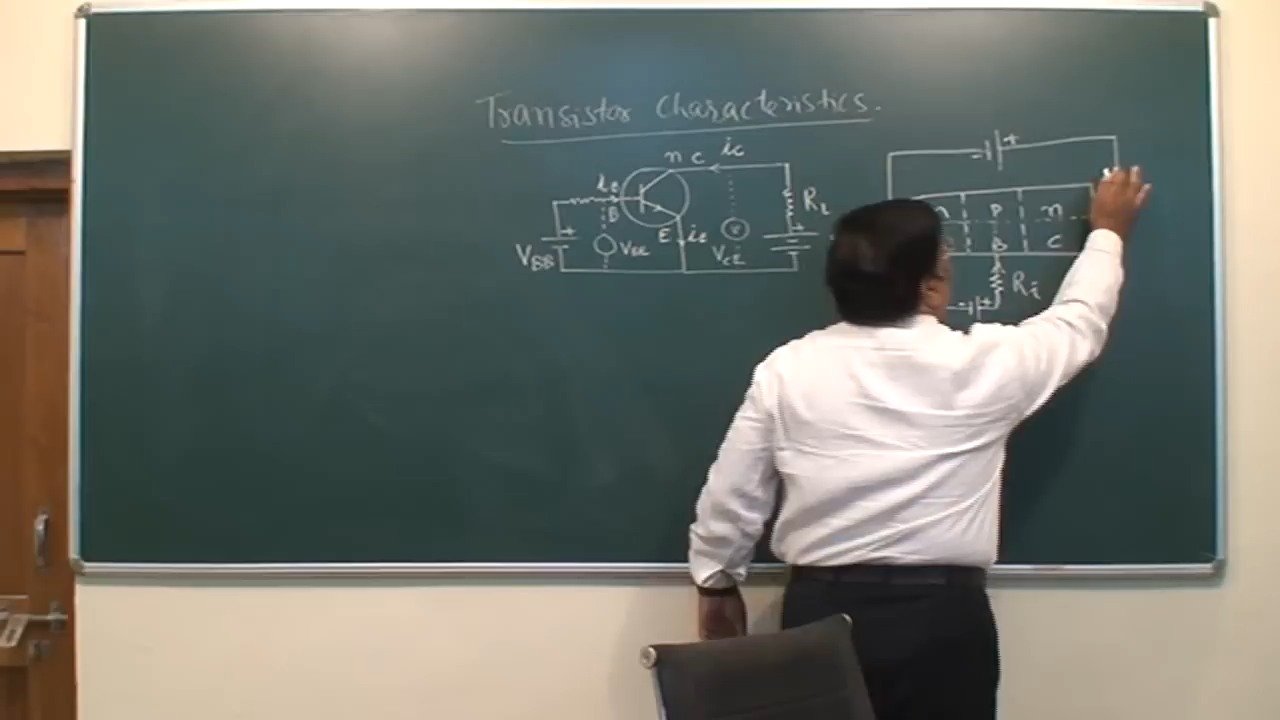 Transistor Characteristics.
n C iC
iB
B
RL
E iE
VBE
V
VCE
VBB
+
+
- +
n P n
B C
Ri
- +